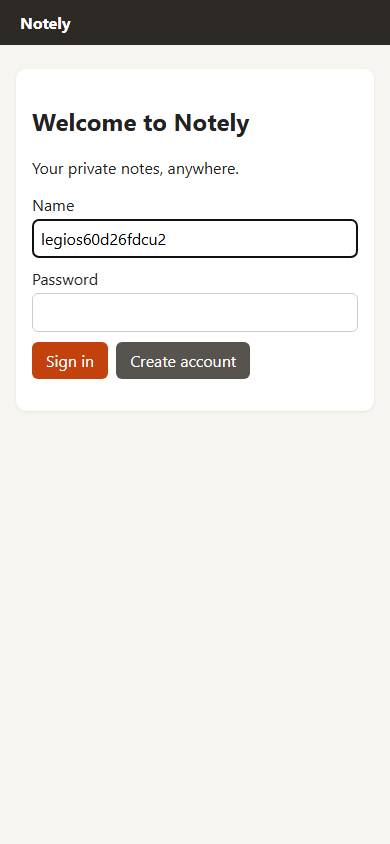 Notely
Welcome to Notely
Your private notes, anywhere.
Name
legios60d26fdcu2
Password
Sign in Create account